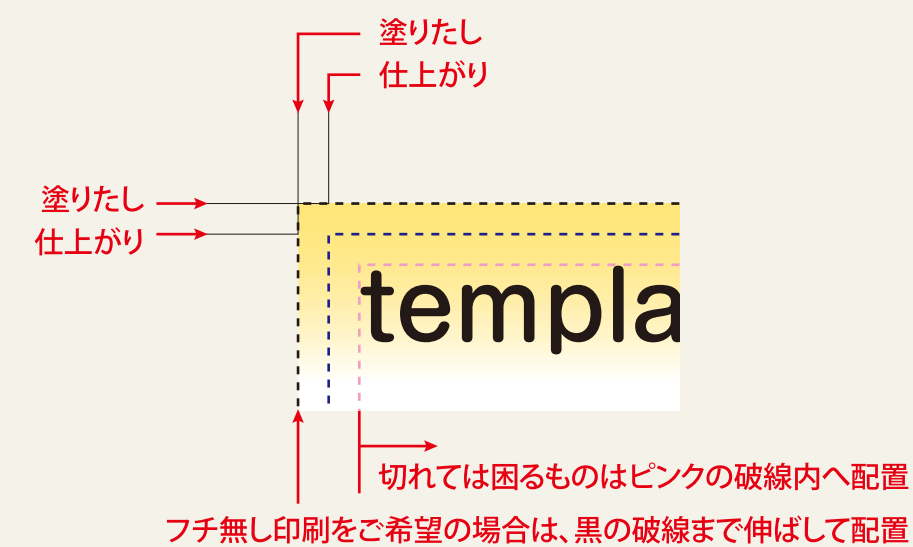 塗りたし
仕上がり
塗りたし
仕上がり
templa
切れては困るものはピンクの破線内へ配置
フチ無し印刷をご希望の場合は、黒の破線まで伸ばして配置